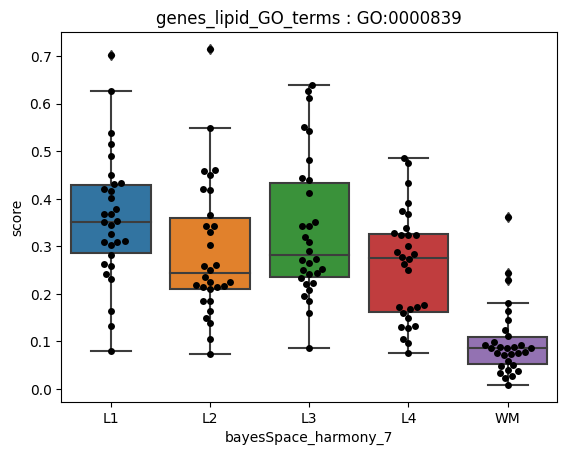 genes_lipid_GO_terms : GO:0000839
score
0.7
0.6
0.5
0.4
0.3
0.2
0.1
0.0
L1 L2 L3 L4 WM
bayesSpace_harmony_7